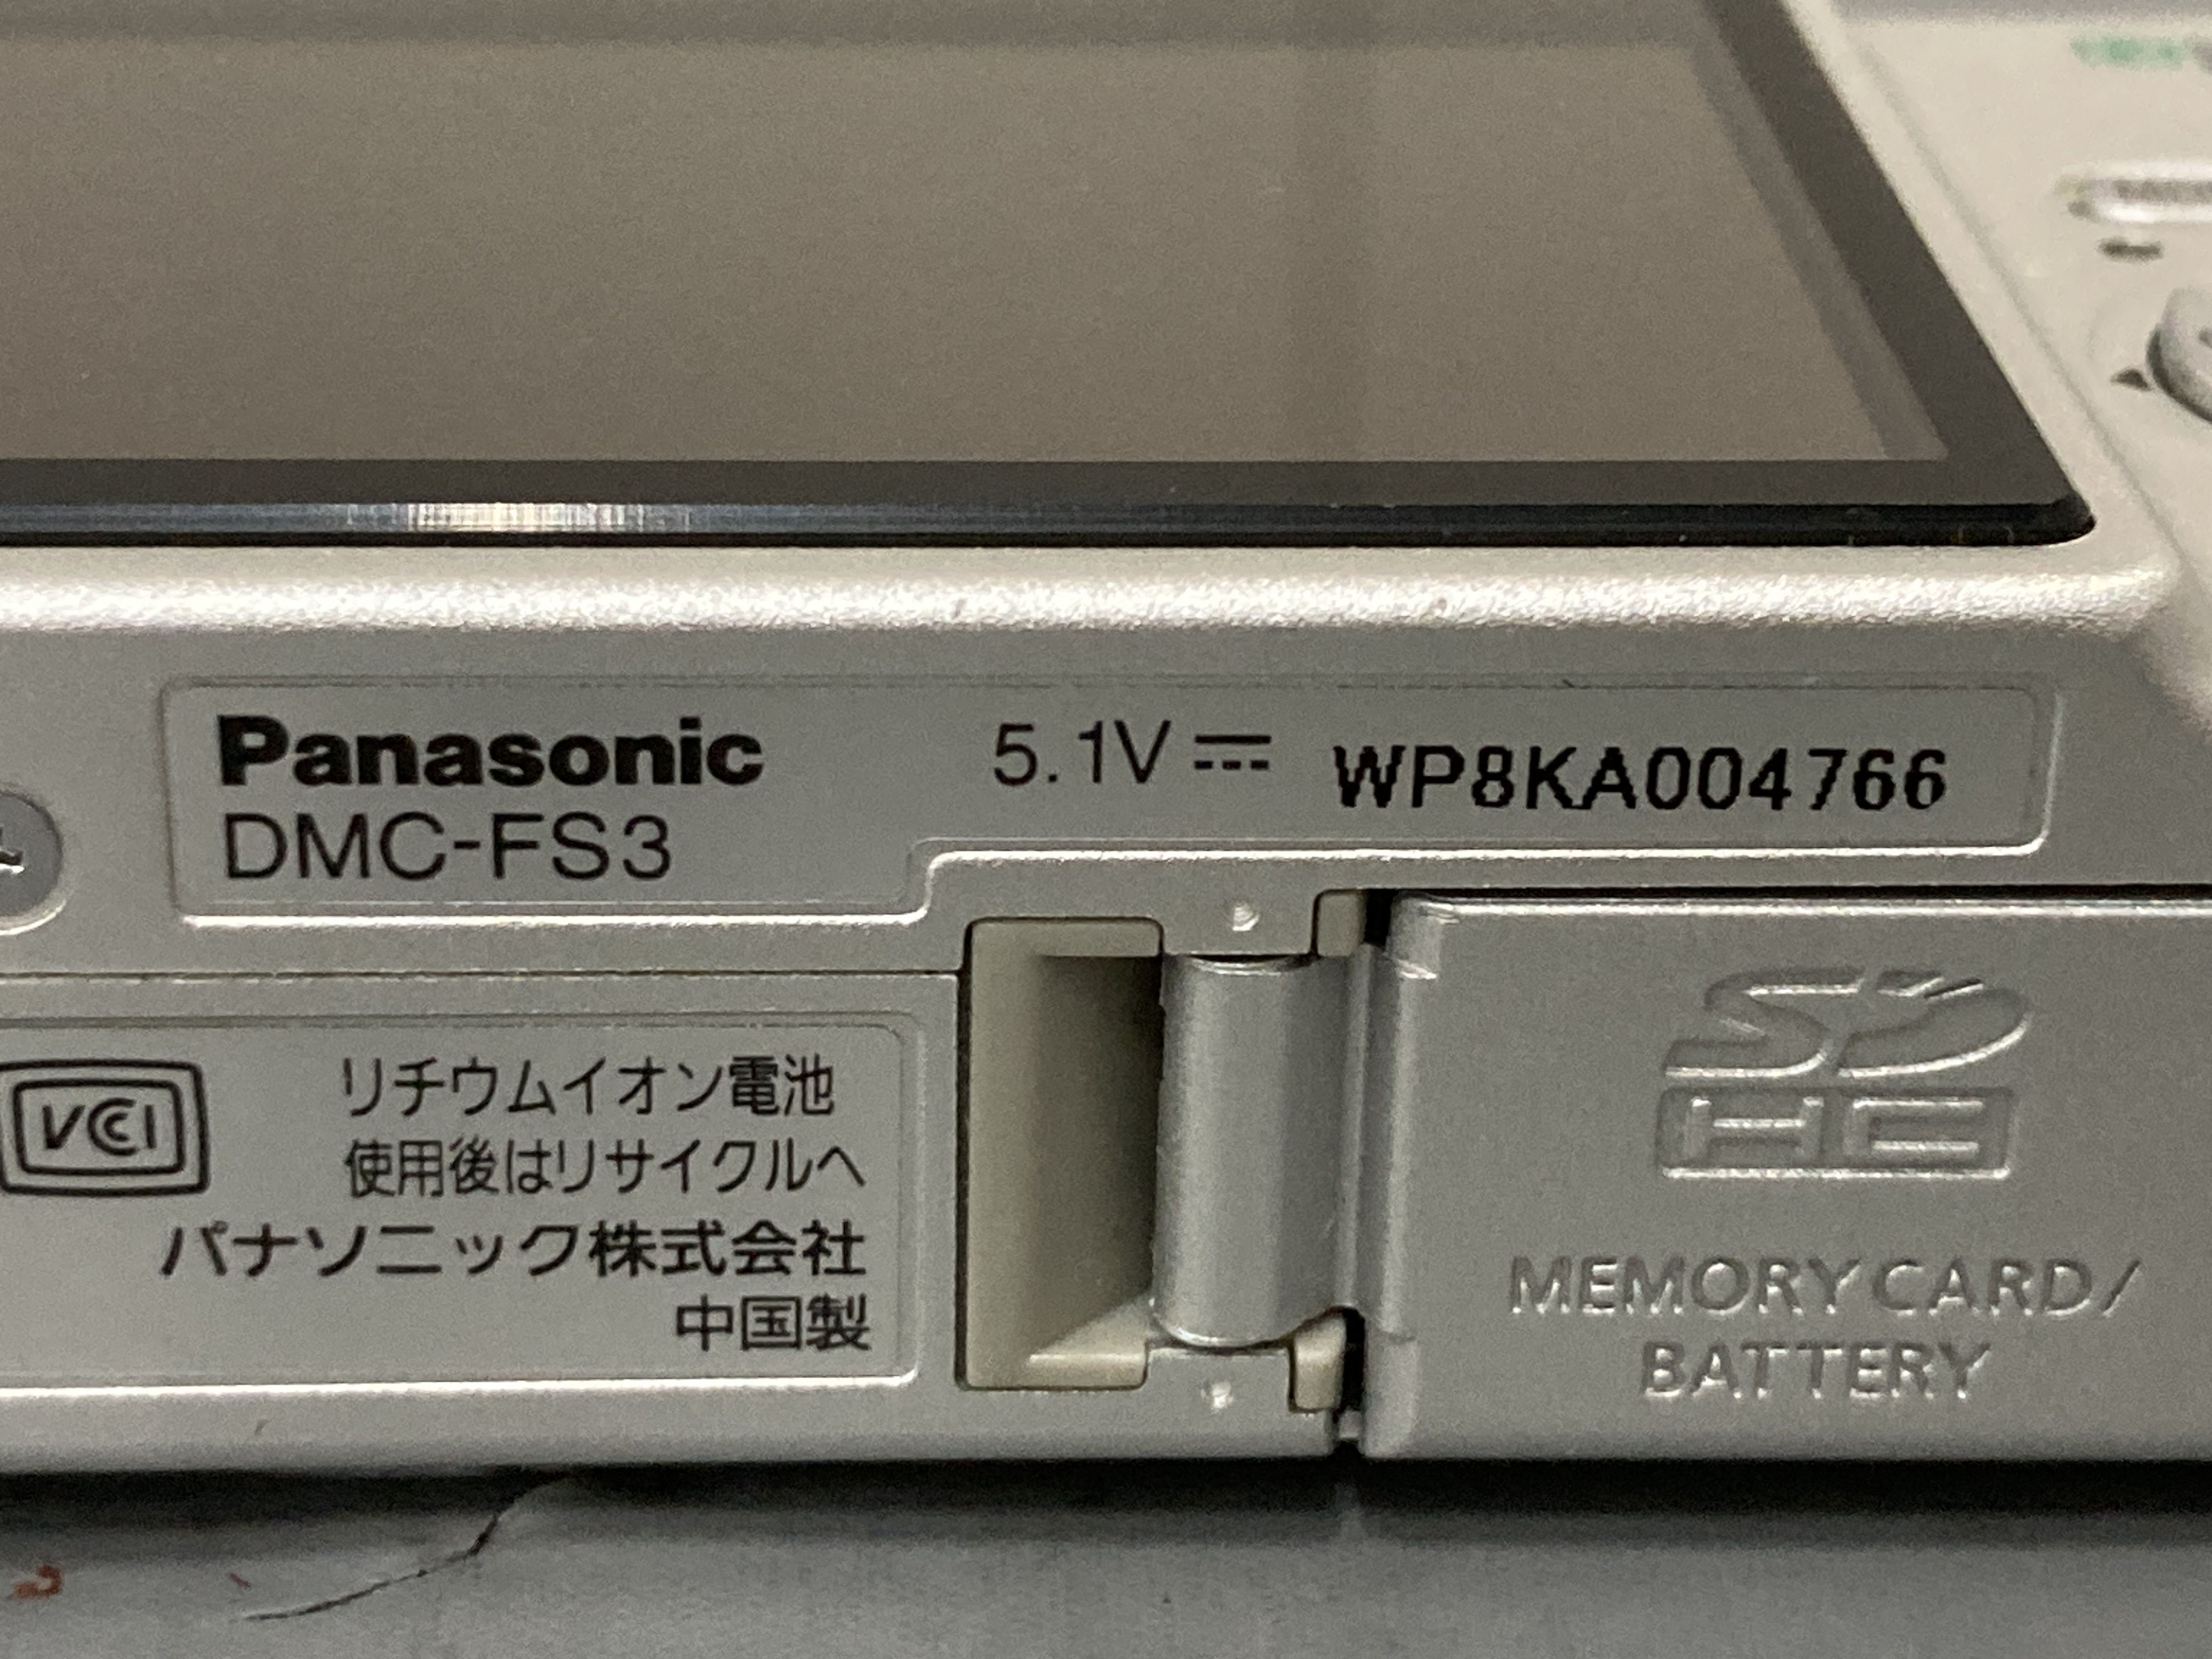 Panasonic
DMC-FS3
5.1V ⎓ WP8KA004766
VCI
リチウムイオン電池
使用後はリサイクルへ
パナソニック株式会社
中国製
SD
HC
MEMORY CARD/
BATTERY